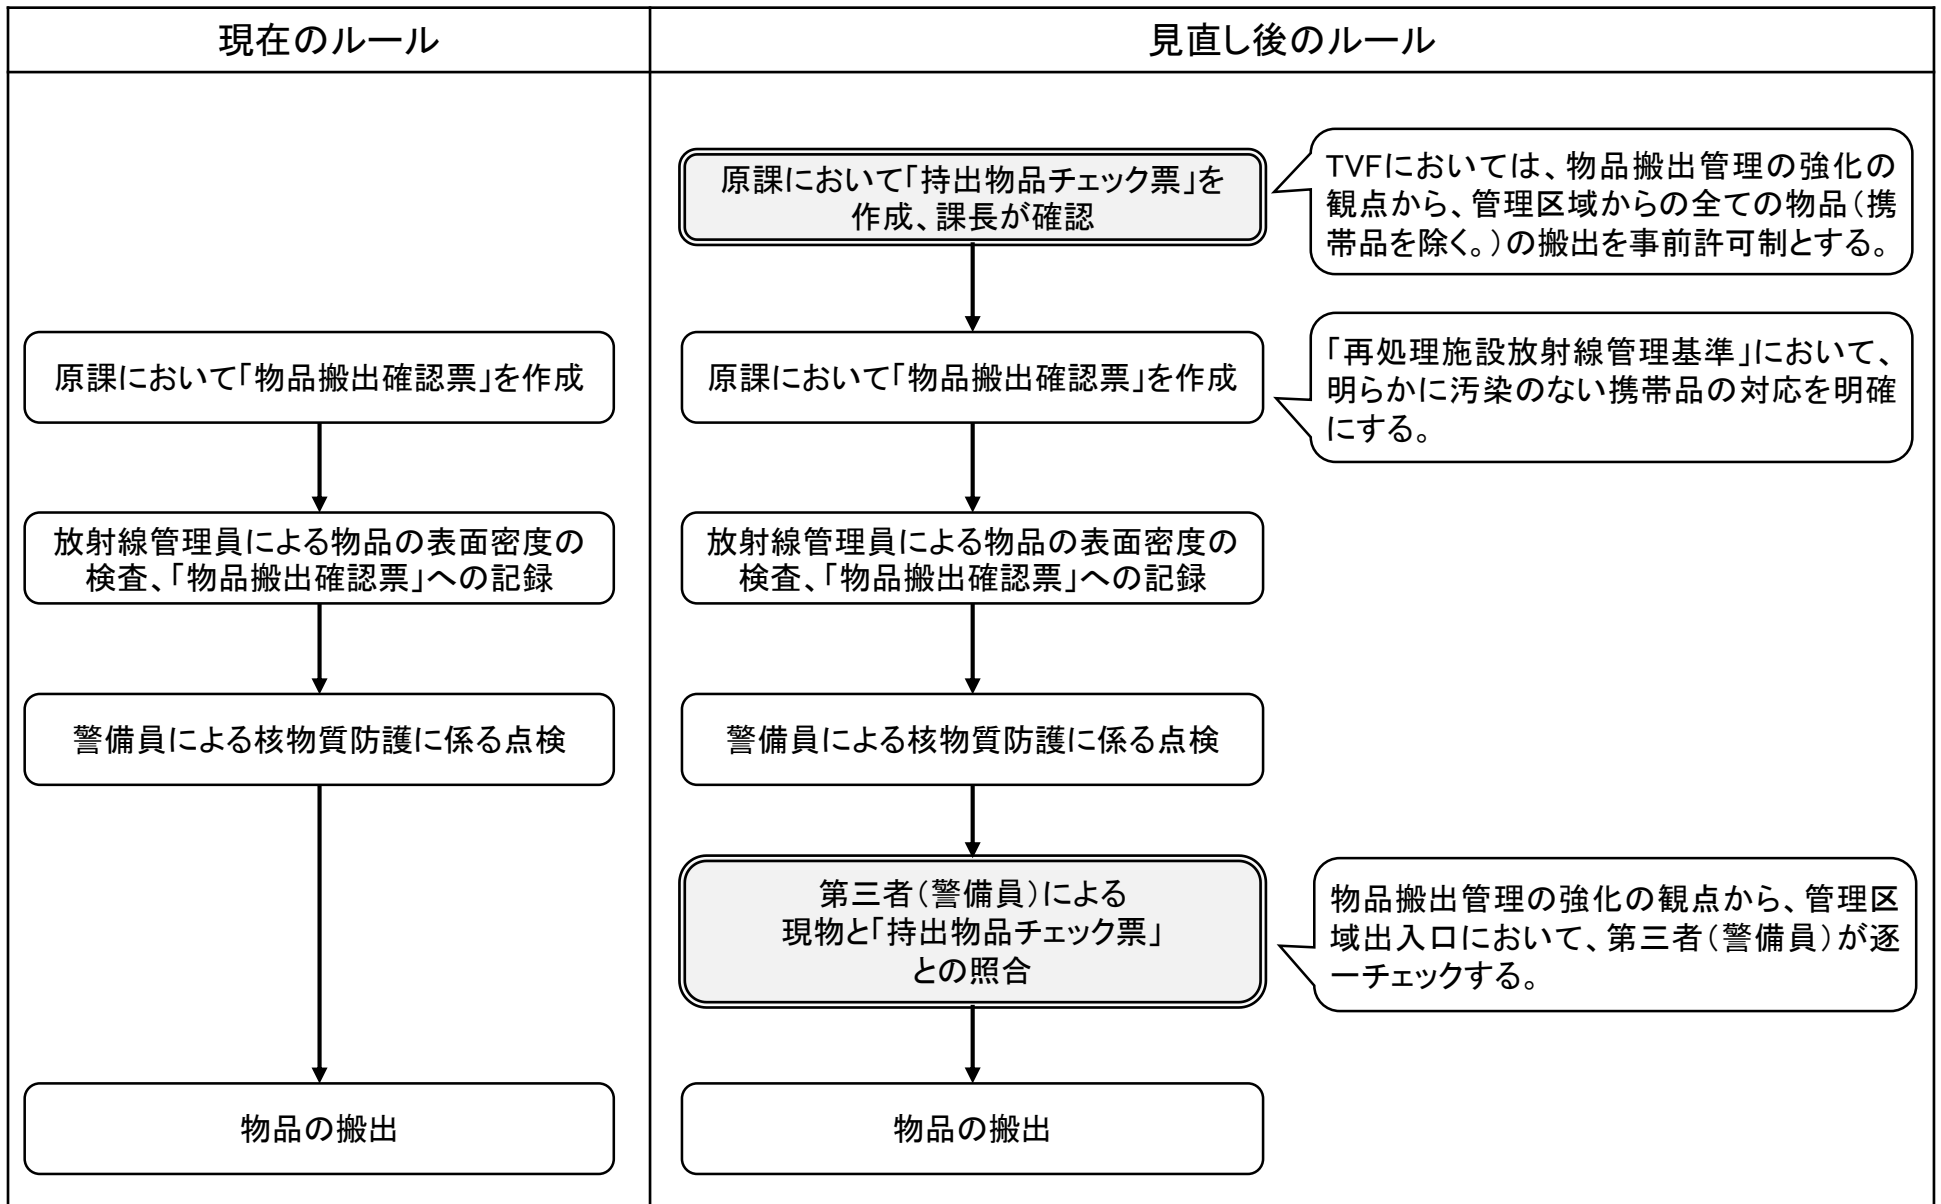 現在のルール
原課において「物品搬出確認票」を作成
放射線管理員による物品の表面密度の
検査、「物品搬出確認票」への記録
警備員による核物質防護に係る点検
物品の搬出
見直し後のルール
原課において「持出物品チェック票」を
作成、課長が確認
TVFにおいては、物品搬出管理の強化の
観点から、管理区域からの全ての物品（携
帯品を除く。）の搬出を事前許可制とする。
原課において「物品搬出確認票」を作成
「再処理施設放射線管理基準」において、
明らかに汚染のない携帯品の対応を明確
にする。
放射線管理員による物品の表面密度の
検査、「物品搬出確認票」への記録
警備員による核物質防護に係る点検
第三者（警備員）による
現物と「持出物品チェック票」
との照合
物品搬出管理の強化の観点から、管理区
域出入口において、第三者（警備員）が逐
一チェックする。
物品の搬出